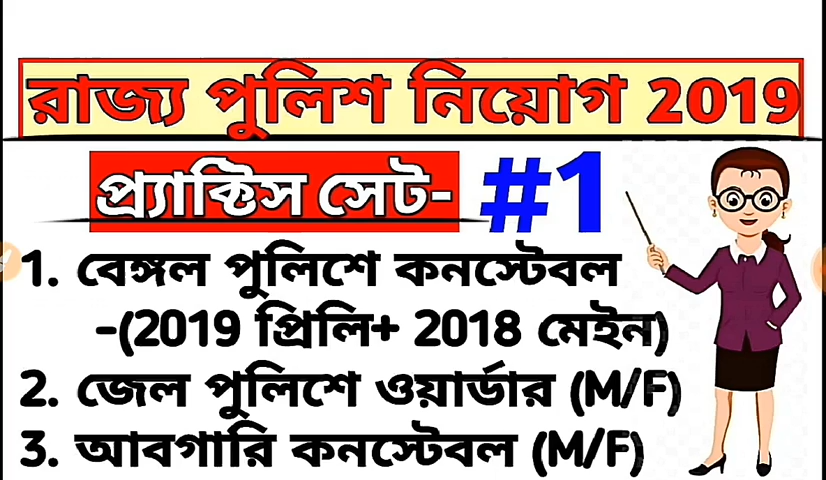 রাজ্য পুলিশ নিয়োগ 2019
প্র্যাক্টিস সেট- #1
1. বেঙ্গল পুলিশে কনস্টেবল
-(2019 প্রিলি+ 2018 মেইন)
2. জেল পুলিশে ওয়ার্ডার (M/F)
3. আবগারি কনস্টেবল (M/F)